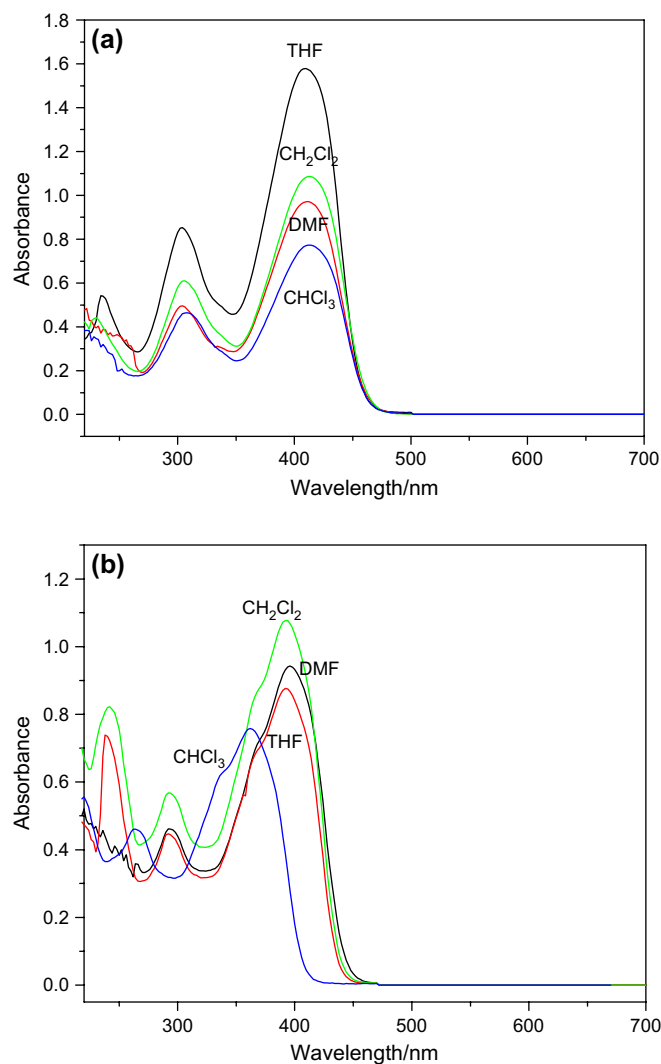 (a)
1.8
1.6
1.4
1.2
1.0
0.8
0.6
0.4
0.2
0.0
Absorbance
THF
CH₂Cl₂
DMF
CHCl₃
300 400 500 600 700
Wavelength/nm
(b)
1.2
1.0
0.8
0.6
0.4
0.2
0.0
Absorbance
CH₂Cl₂
DMF
CHCl₃
THF
300 400 500 600 700
Wavelength/nm